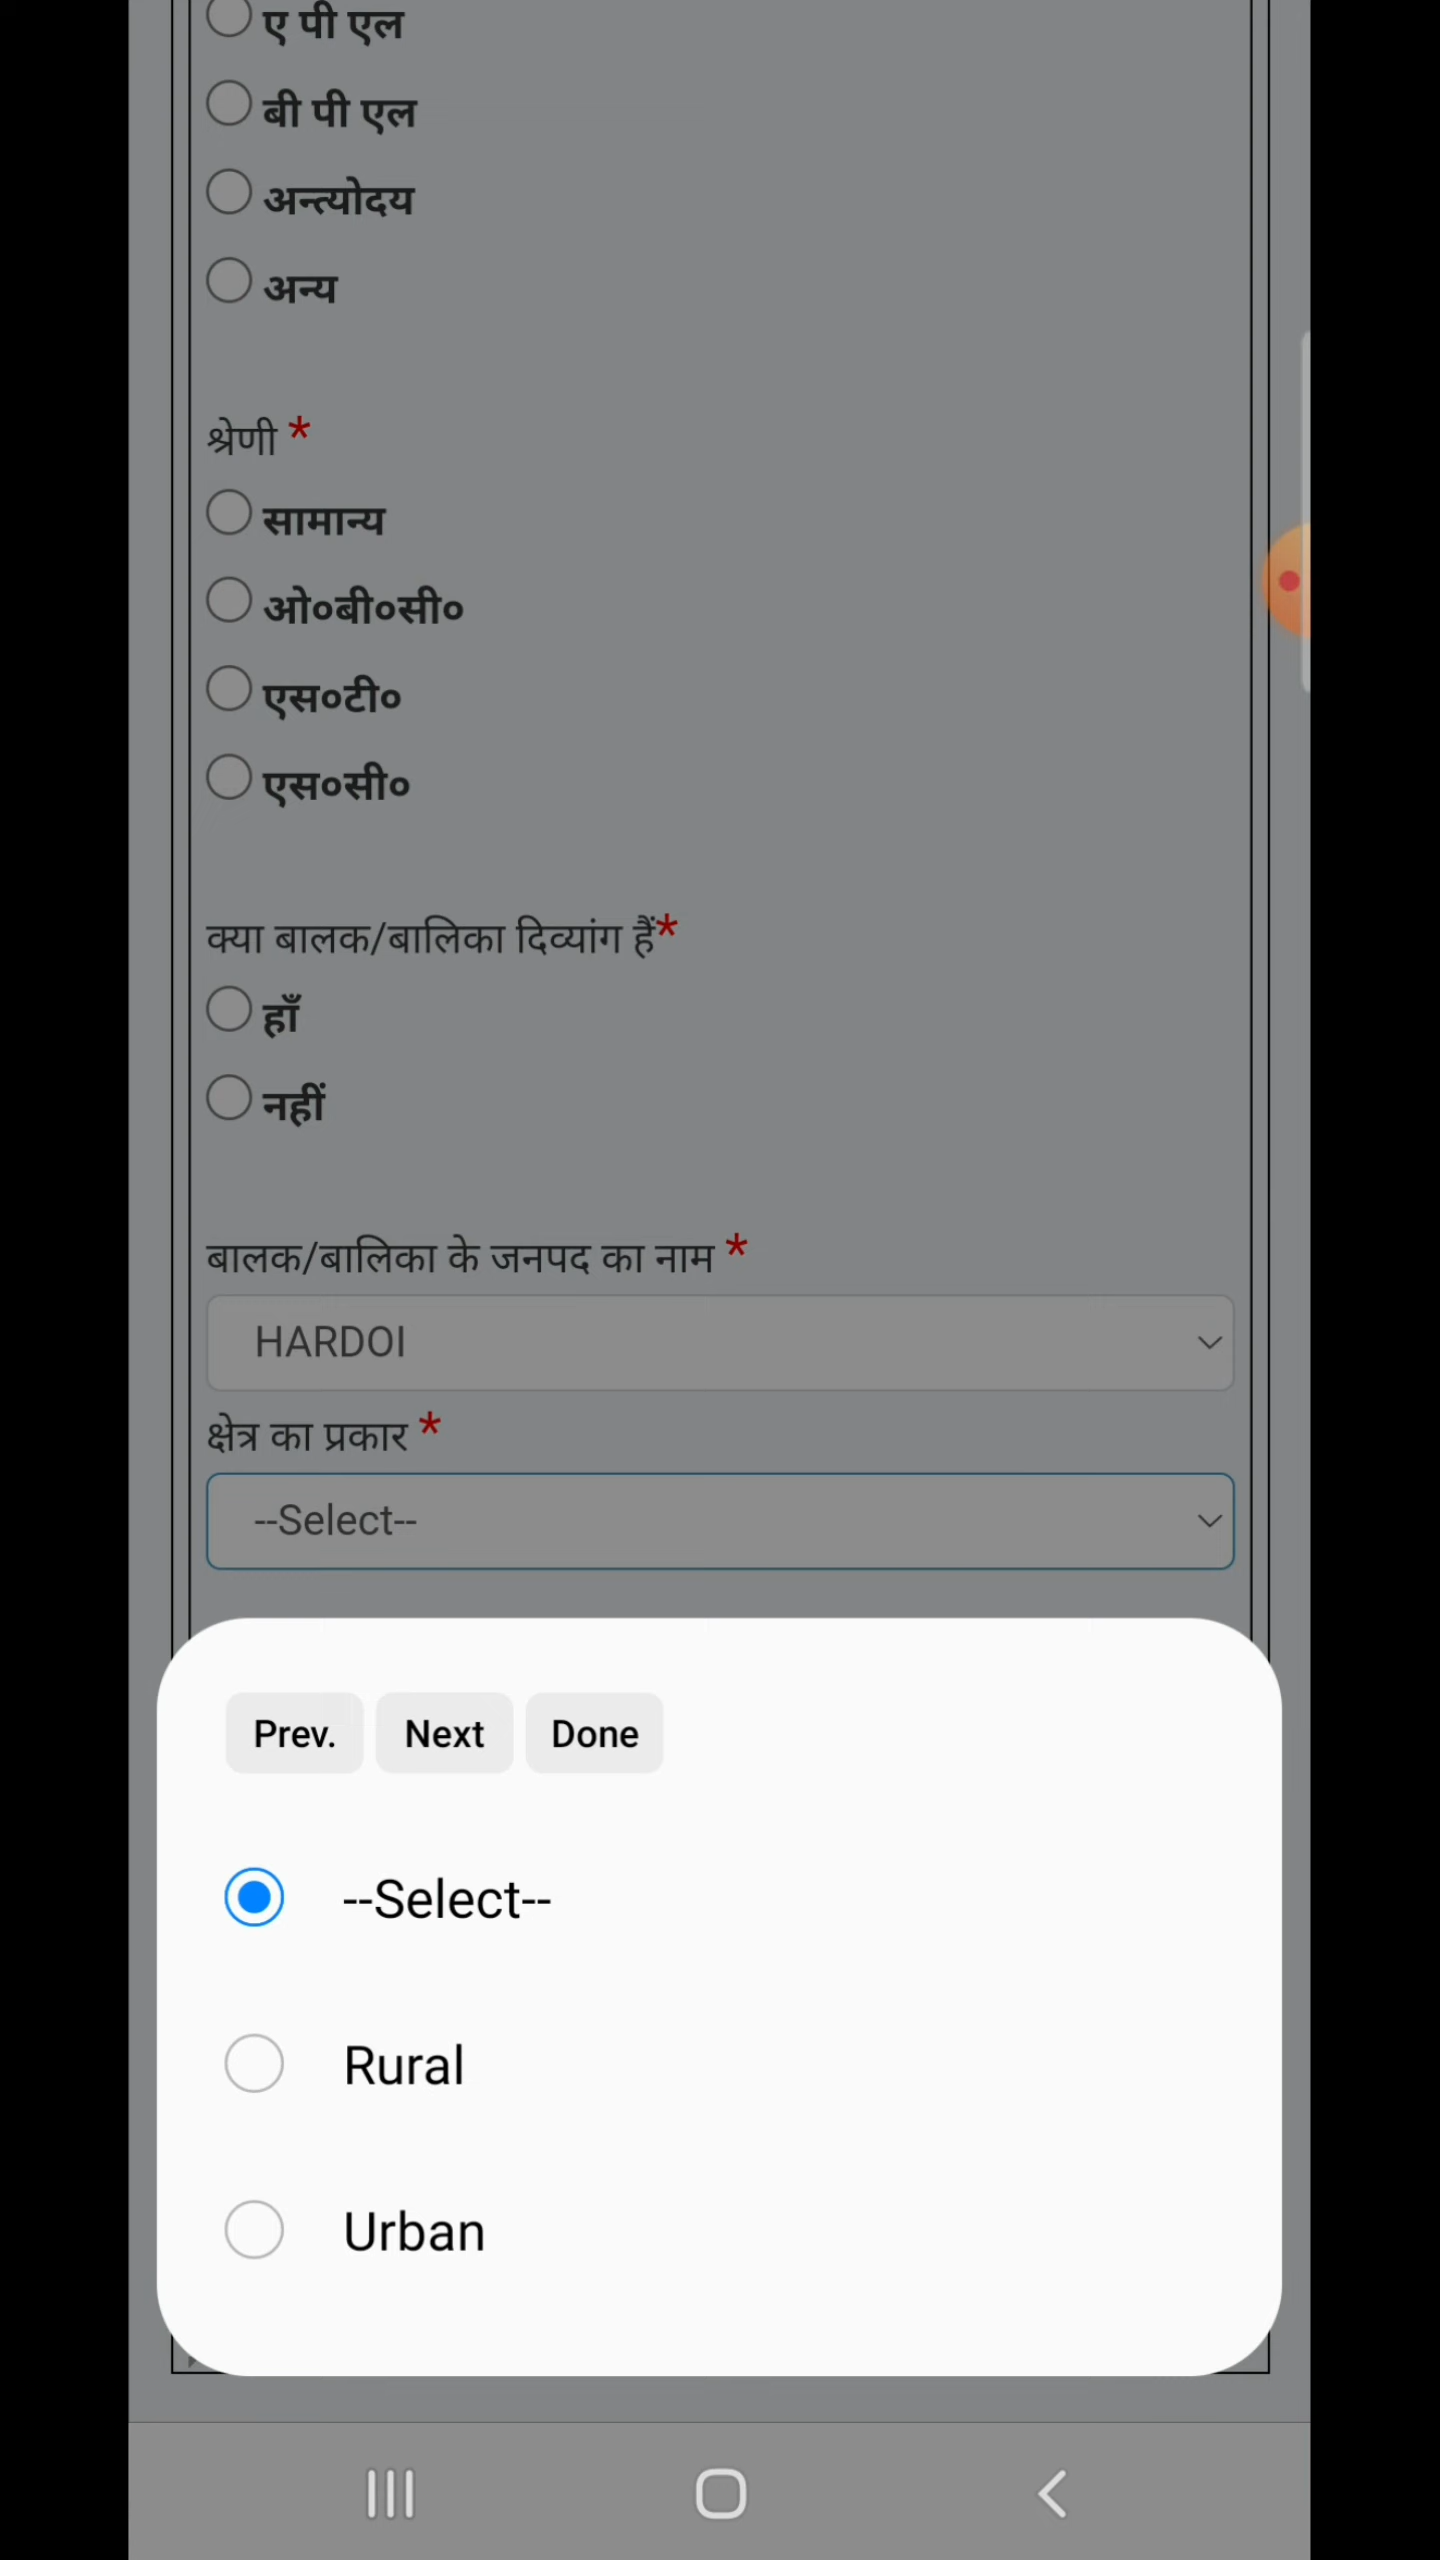 ए पी एल
बी पी एल
अन्त्योदय
अन्य
श्रेणी *
सामान्य
ओ०बी०सी०
एस०टी०
एस०सी०
क्या बालक/बालिका दिव्यांग हैं*
हाँ
नहीं
बालक/बालिका के जनपद का नाम *
HARDOI
क्षेत्र का प्रकार *
--Select--
Prev. Next Done
--Select--
Rural
Urban